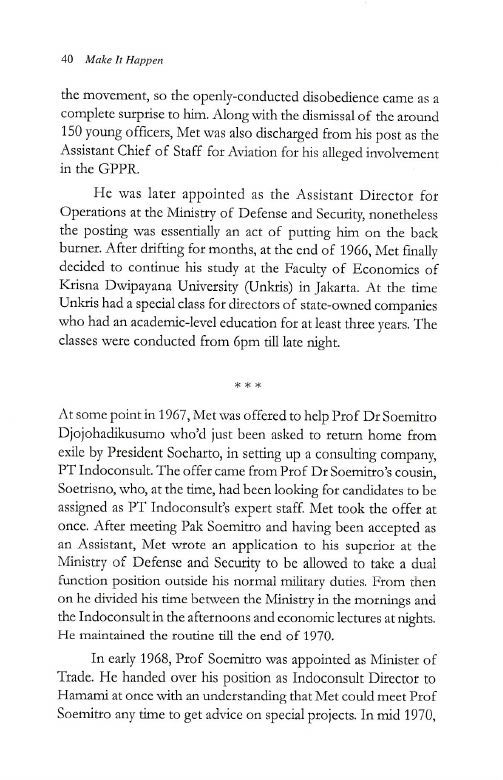 40 Make It Happen
the movement, so the openly-conducted disobedience came as a
complete surprise to him. Along with the dismissal of the around
150 young officers, Met was also discharged from his post as the
Assistant Chief of Staff for Aviation for his alleged involvement
in the GPPR.
He was later appointed as the Assistant Director for
Operations at the Ministry of Defense and Security, nonetheless
the posting was essentially an act of putting him on the back
burner. After drifting for months, at the end of 1966, Met finally
decided to continue his study at the Faculty of Economics of
Krisna Dwipayana University (Unkris) in Jakarta. At the time
Unkris had a special class for directors of state-owned companies
who had an academic-level education for at least three years. The
classes were conducted from 6pm till late night.
***
At some point in 1967, Met was offered to help Prof Dr Soemitro
Djojohadikusumo who'd just been asked to return home from
exile by President Soeharto, in setting up a consulting company,
PT Indoconsult. The offer came from Prof Dr Soemitro's cousin,
Soetrisno, who, at the time, had been looking for candidates to be
assigned as PT Indoconsult's expert staff. Met took the offer at
once. After meeting Pak Soemitro and having been accepted as
an Assistant, Met wrote an application to his superior at the
Ministry of Defense and Security to be allowed to take a dual
function position outside his normal military duties. From then
on he divided his time between the Ministry in the mornings and
the Indoconsult in the afternoons and economic lectures at nights.
He maintained the routine till the end of 1970.
In early 1968, Prof Soemitro was appointed as Minister of
Trade. He handed over his position as Indoconsult Director to
Hamami at once with an understanding that Met could meet Prof
Soemitro any time to get advice on special projects. In mid 1970,